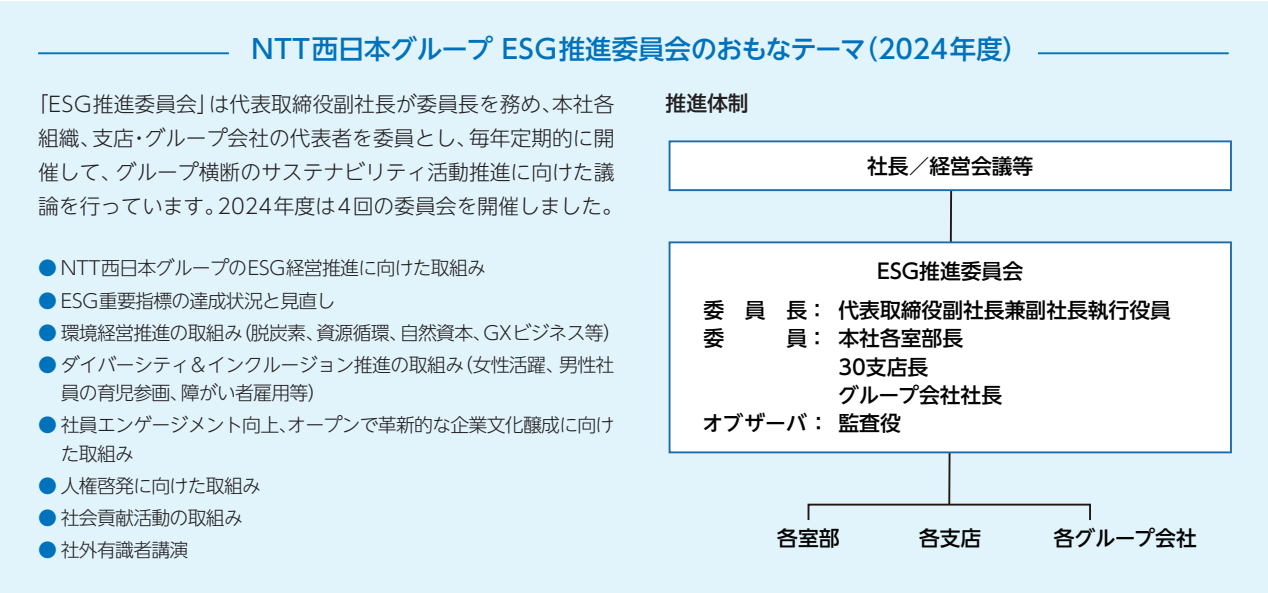 NTT西日本グループ ESG推進委員会のおもなテーマ（2024年度）
「ESG推進委員会」は代表取締役副社長が委員長を務め、本社各
組織、支店・グループ会社の代表者を委員とし、毎年定期的に開
催して、グループ横断のサステナビリティ活動推進に向けた議
論を行っています。2024年度は4回の委員会を開催しました。
●NTT西日本グループのESG経営推進に向けた取組み
●ESG重要指標の達成状況と見直し
●環境経営推進の取組み（脱炭素、資源循環、自然資本、GXビジネス等）
●ダイバーシティ＆インクルージョン推進の取組み（女性活躍、男性社
員の育児参画、障がい者雇用等）
●社員エンゲージメント向上、オープンで革新的な企業文化醸成に向け
た取組み
●人権啓発に向けた取組み
●社会貢献活動の取組み
●社外有識者講演
推進体制
社長／経営会議等
ESG推進委員会
委員長：代表取締役副社長兼副社長執行役員
委員：本社各室部長
30支店長
グループ会社社長
オブザーバ：監査役
各室部 各支店 各グループ会社